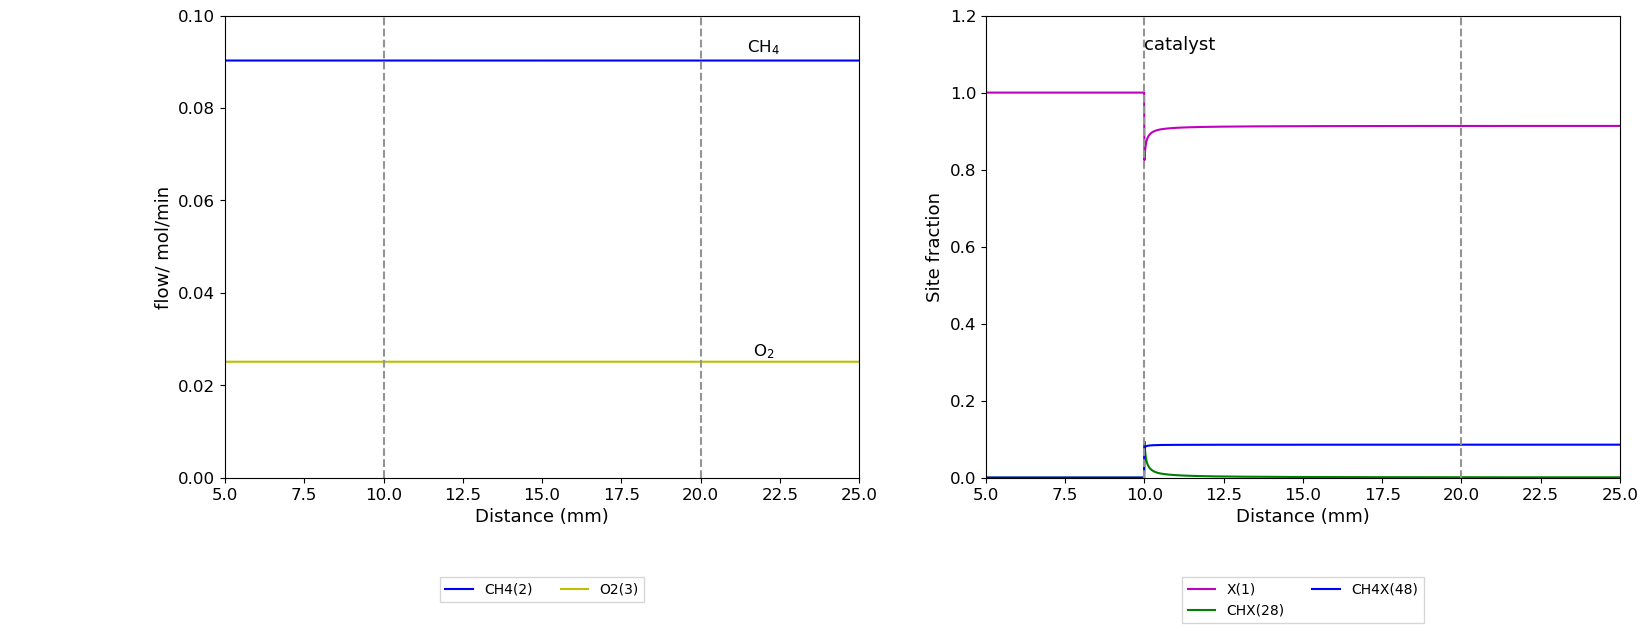 0.10
0.08
0.06
0.04
0.02
0.00
flow/ mol/min
CH₄
O₂
5.0 7.5 10.0 12.5 15.0 17.5 20.0 22.5 25.0
Distance (mm)
CH4(2) O2(3)
1.2
1.0
0.8
0.6
0.4
0.2
0.0
Site fraction
catalyst
5.0 7.5 10.0 12.5 15.0 17.5 20.0 22.5 25.0
Distance (mm)
X(1) CH4X(48)
CHX(28)